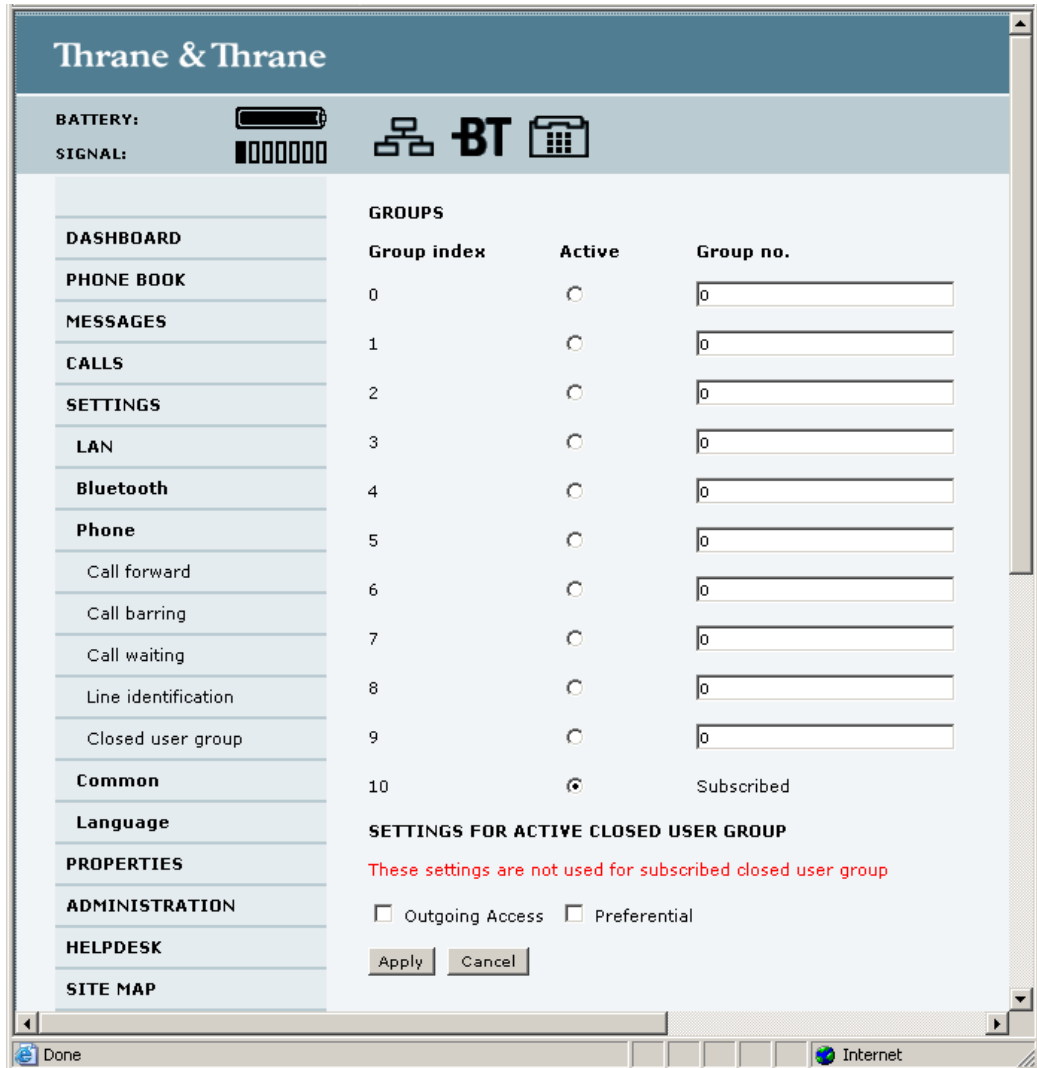 Thrane & Thrane
BATTERY:
SIGNAL:
BT
DASHBOARD
PHONE BOOK
MESSAGES
CALLS
SETTINGS
LAN
Bluetooth
Phone
Call forward
Call barring
Call waiting
Line identification
Closed user group
Common
Language
PROPERTIES
ADMINISTRATION
HELPDESK
SITE MAP
GROUPS
Group index Active Group no.
0 0
1 0
2 0
3 0
4 0
5 0
6 0
7 0
8 0
9 0
10 Subscribed
SETTINGS FOR ACTIVE CLOSED USER GROUP
These settings are not used for subscribed closed user group
Outgoing Access Preferential
Apply Cancel
Done Internet